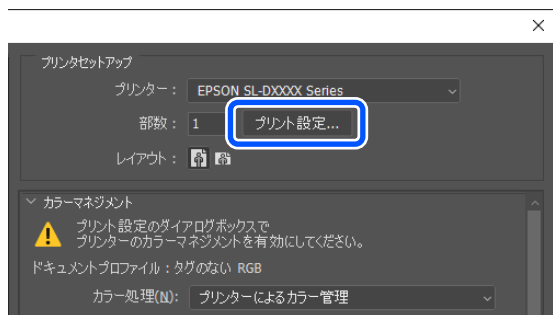 プリンタセットアップ
プリンター： EPSON SL-DXXXX Series
部数： 1 プリント設定...
レイアウト：
カラーマネジメント
プリント設定のダイアログボックスで
プリンターのカラーマネジメントを有効にしてください。
ドキュメントプロファイル：タグのない RGB
カラー処理(N): プリンターによるカラー管理